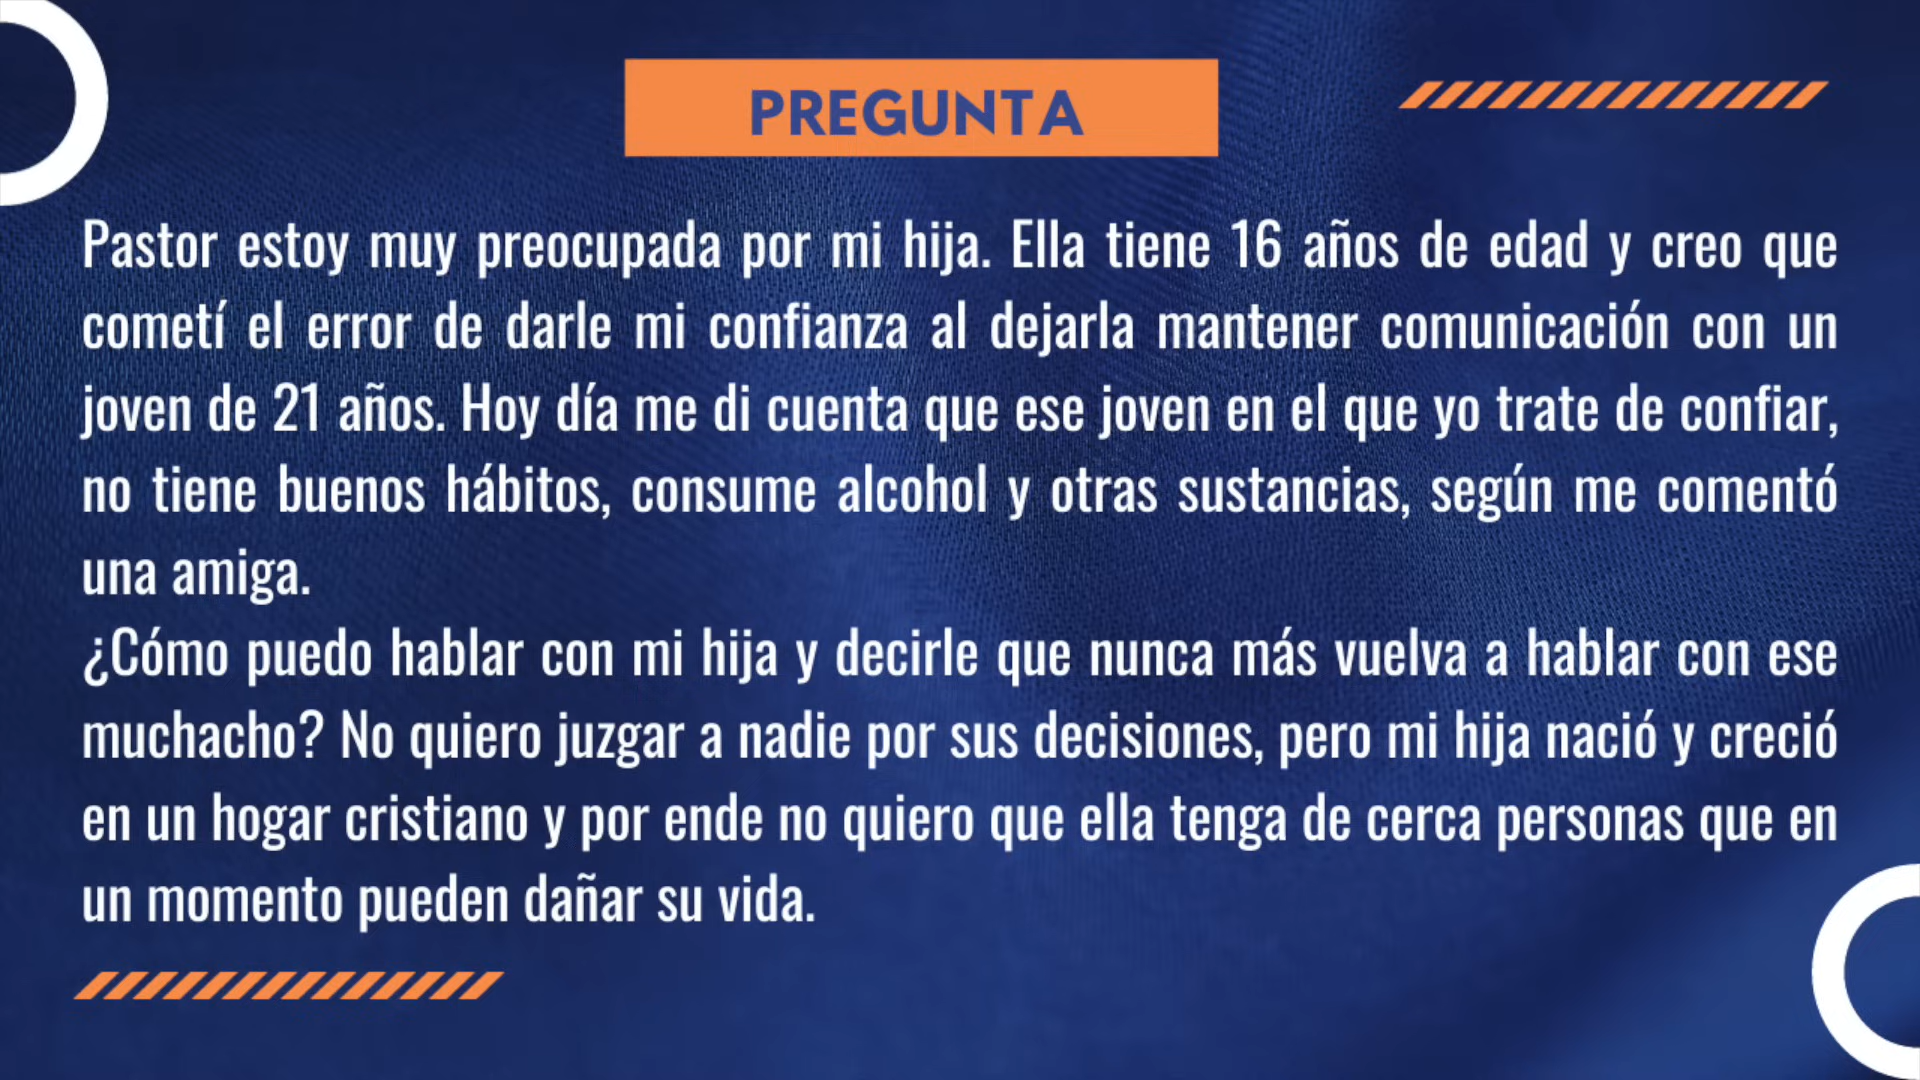 PREGUNTA
Pastor estoy muy preocupada por mi hija. Ella tiene 16 años de edad y creo que
cometí el error de darle mi confianza al dejarla mantener comunicación con un
joven de 21 años. Hoy día me di cuenta que ese joven en el que yo trate de confiar,
no tiene buenos hábitos, consume alcohol y otras sustancias, según me comentó
una amiga.
¿Cómo puedo hablar con mi hija y decirle que nunca más vuelva a hablar con ese
muchacho? No quiero juzgar a nadie por sus decisiones, pero mi hija nació y creció
en un hogar cristiano y por ende no quiero que ella tenga de cerca personas que en
un momento pueden dañar su vida.